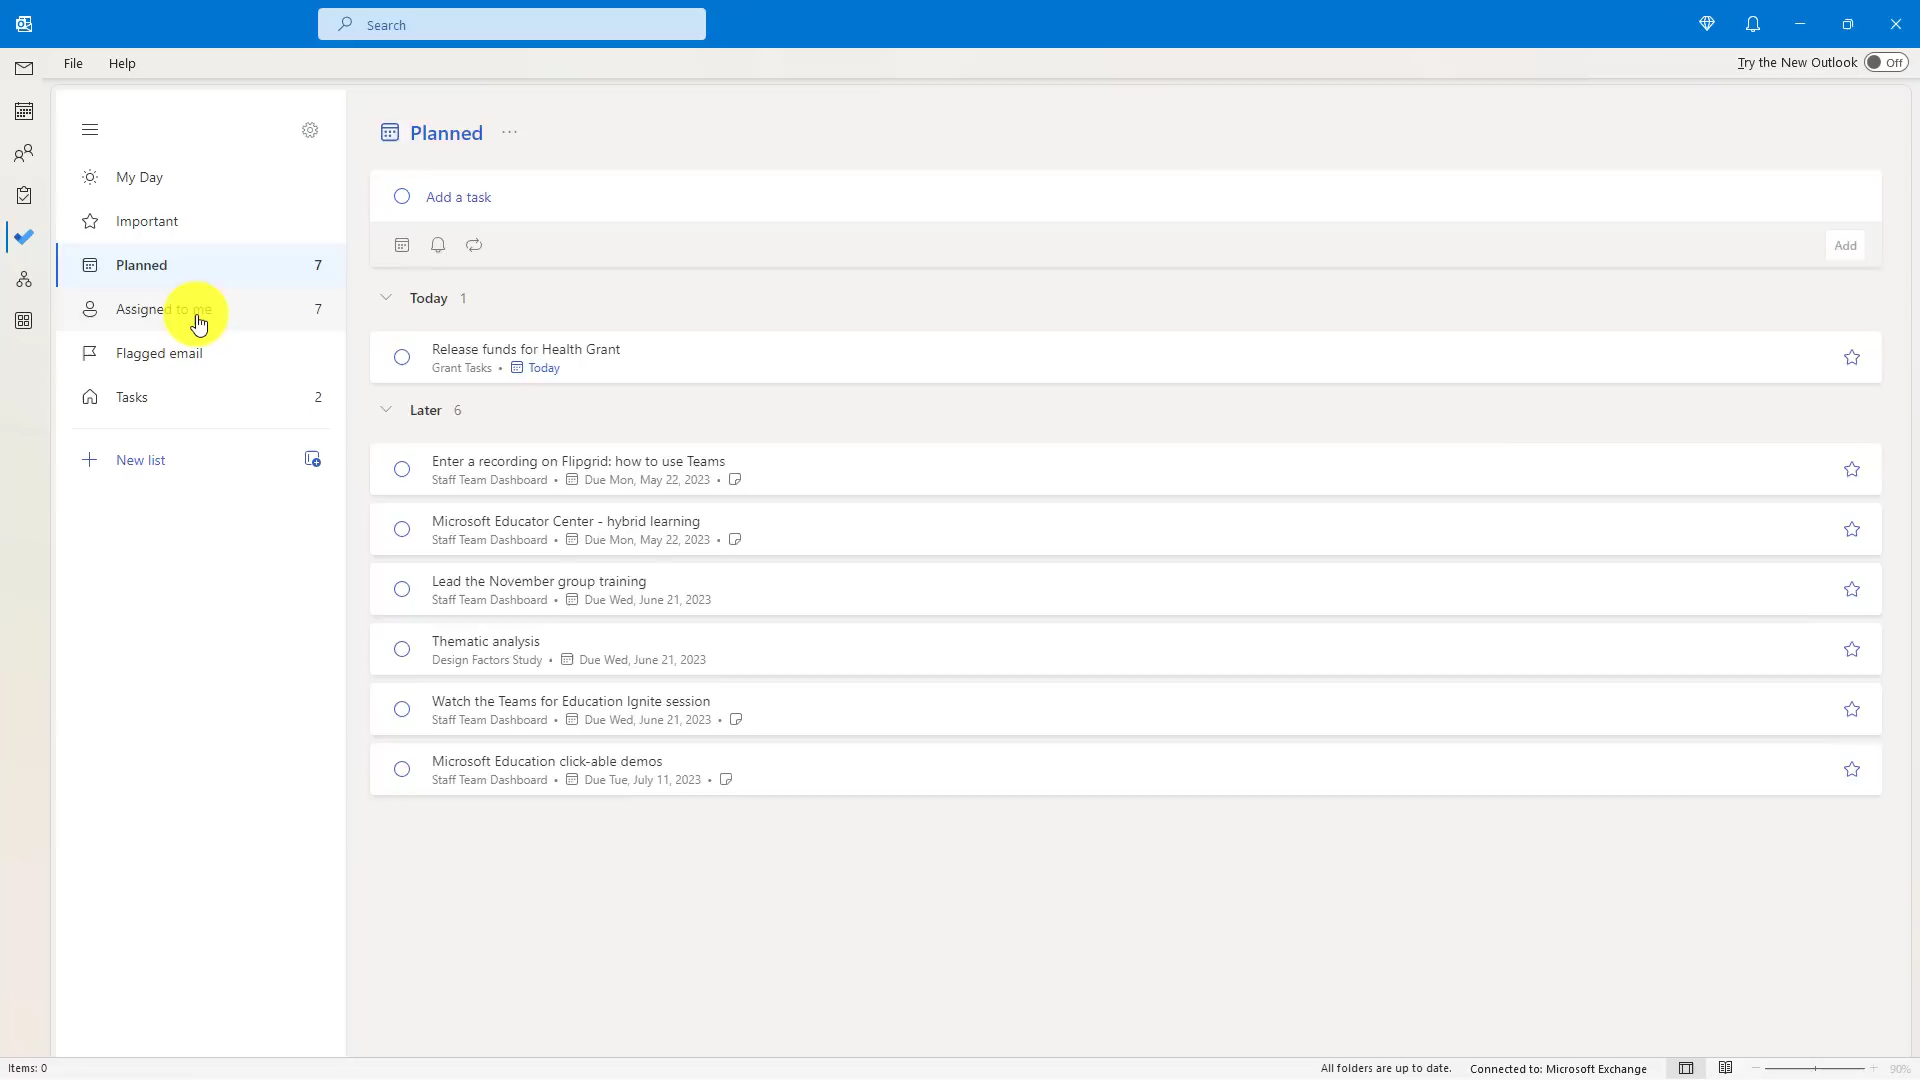 Search
File Help
Try the New Outlook Off
My Day
Important
Planned 7
Assigned to me 7
Flagged email
Tasks 2
New list
Planned ...
Add a task
Add
Today 1
Release funds for Health Grant
Grant Tasks • Today
Later 6
Enter a recording on Flipgrid: how to use Teams
Staff Team Dashboard • Due Mon, May 22, 2023 •
Microsoft Educator Center - hybrid learning
Staff Team Dashboard • Due Mon, May 22, 2023 •
Lead the November group training
Staff Team Dashboard • Due Wed, June 21, 2023
Thematic analysis
Design Factors Study • Due Wed, June 21, 2023
Watch the Teams for Education Ignite session
Staff Team Dashboard • Due Wed, June 21, 2023 •
Microsoft Education click-able demos
Staff Team Dashboard • Due Tue, July 11, 2023 •
Items: 0
All folders are up to date. Connected to: Microsoft Exchange 90%